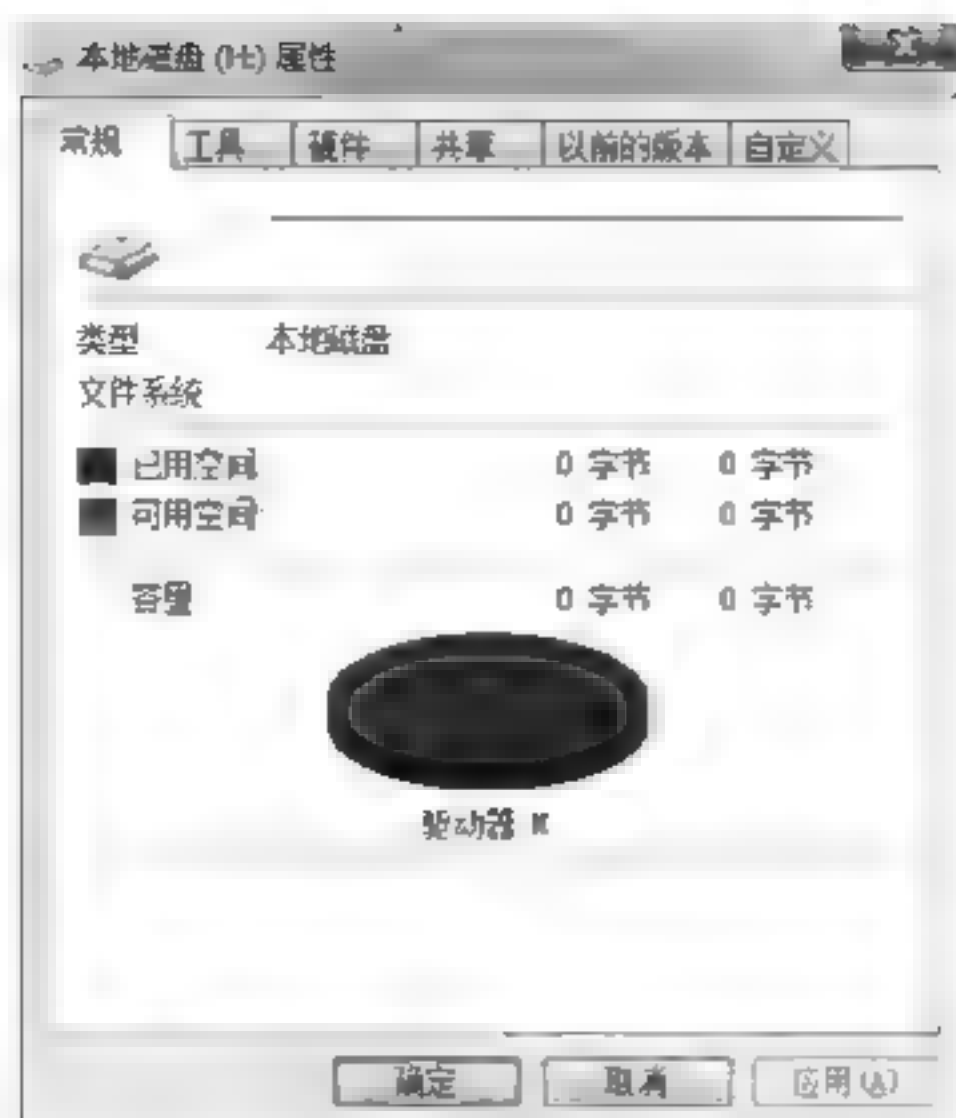 本地磁盘 (H:) 属性
常规 工具 硬件 共享 以前的版本 自定义
类型 本地磁盘
文件系统
已用空间 0 字节 0 字节
可用空间 0 字节 0 字节
容量 0 字节 0 字节
驱动器
确定 取消 应用(A)